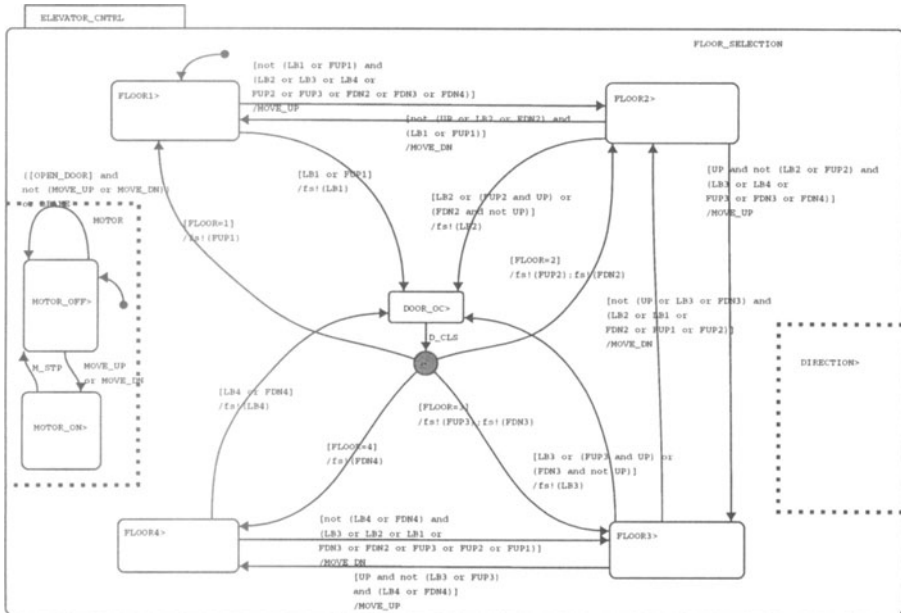 ELEVATOR_CNTRL
FLOOR_SELECTION
[not (LB1 or FUP1) and
(LB2 or LB3 or LB4 or
FUP2 or FUP3 or FDN2 or FDN3 or FDN4)]
/MOVE_UP
FLOOR1>
FLOOR2>
[not (UP or LB2 or FDN2) and
(LB1 or FUP1)]
/MOVE_DN
([OPEN_DOOR] and
not (MOVE_UP or MOVE_DN))
or
MOTOR
[LB1 or FUP1]
/fs!(LB1)
[LB2 or (FUP2 and UP) or
(FDN2 and not UP)]
/fs!(LB2)
[UP and not (LB2 or FUP2) and
(LB3 or LB4 or
FUP3 or FDN3 or FDN4)]
/MOVE_UP
[FLOOR=1]
/fs!(FUP1)
[FLOOR=2]
/fs!(FUP2);fs!(FDN2)
MOTOR_OFF>
DOOR_OC>
D_CLS
[not (UP or LB3 or FDN3) and
(LB2 or LB1 or
FDN2 or FUP1 or FUP2)]
/MOVE_DN
DIRECTION>
M_STP
MOVE_UP
or MOVE_DN
MOTOR_ON>
[LB4 or FDN4]
/fs!(LB4)
[FLOOR=3]
/fs!(FUP3);fs!(FDN3)
[FLOOR=4]
/fs!(FDN4)
[LB3 or (FUP3 and UP) or
(FDN3 and not UP)]
/fs!(LB3)
FLOOR4>
FLOOR3>
[not (LB4 or FDN4) and
(LB3 or LB2 or LB1 or
FDN3 or FDN2 or FUP3 or FUP2 or FUP1)]
/MOVE_DN
[UP and not (LB3 or FUP3)
and (LB4 or FDN4)]
/MOVE_UP